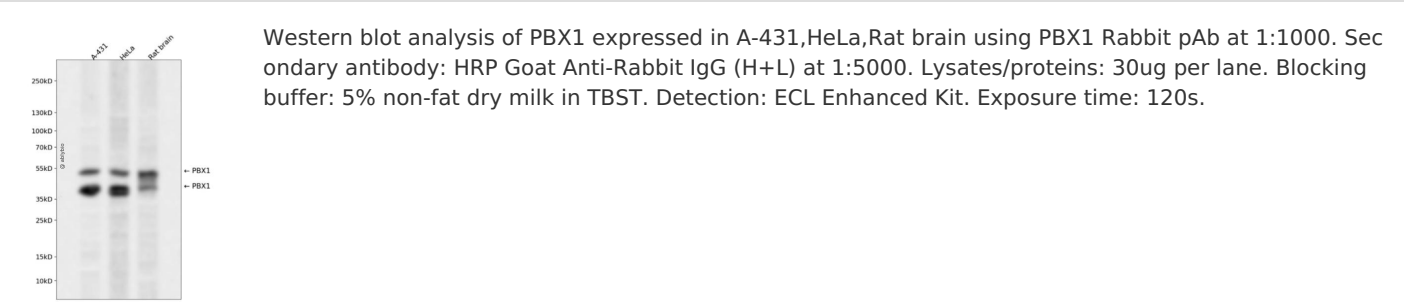 A-431
HeLa
Rat brain
250kD
130kD
100kD
70kD
55kD
35kD
25kD
15kD
10kD
← PBX1
← PBX1
Western blot analysis of PBX1 expressed in A-431,HeLa,Rat brain using PBX1 Rabbit pAb at 1:1000. Sec
ondary antibody: HRP Goat Anti-Rabbit IgG (H+L) at 1:5000. Lysates/proteins: 30ug per lane. Blocking
buffer: 5% non-fat dry milk in TBST. Detection: ECL Enhanced Kit. Exposure time: 120s.